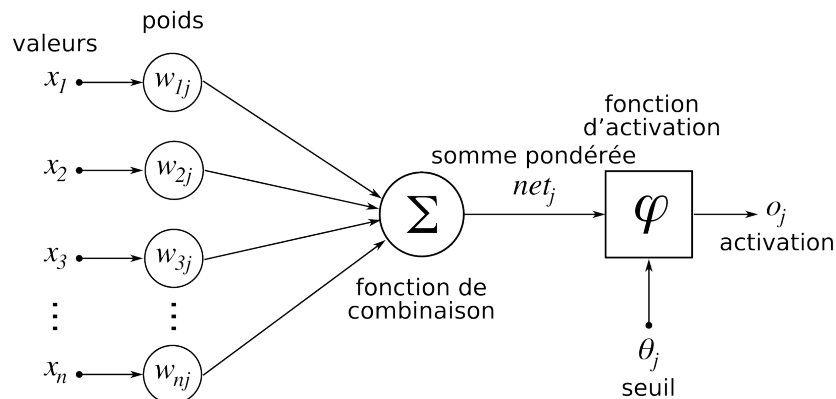 poids
valeurs
x₁
w₁ⱼ
x₂
w₂ⱼ
x₃
w₃ⱼ
⋮
⋮
xₙ
wₙⱼ
Σ
fonction de
combinaison
somme pondérée
netⱼ
fonction
d'activation
φ
oⱼ
activation
θⱼ
seuil